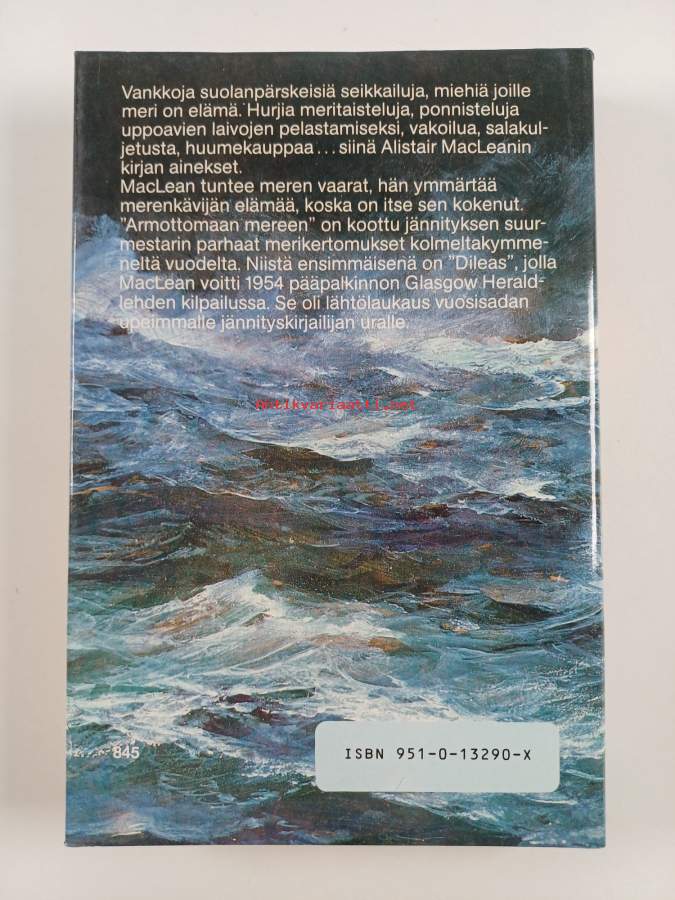 Vankkoja suolanpärskeisiä seikkailuja, miehiä joille
meri on elämä. Hurjia meritaisteluja, ponnisteluja
uppoavien laivojen pelastamiseksi, vakoilua, salakul-
jetusta, huumekauppaa... siinä Alistair MacLeanin
kirjan ainekset.
MacLean tuntee meren vaarat, hän ymmärtää
merenkävijän elämää, koska on itse sen kokenut.
"Armottomaan mereen" on koottu jännityksen suur-
mestarin parhaat merikertomukset kolmeltakymme-
neltä vuodelta. Niistä ensimmäisenä on "Dileas", jolla
MacLean voitti 1954 pääpalkinnon Glasgow Herald-
lehden kilpailussa. Se oli lähtölaukaus vuosisadan
upeimmalle jännityskirjailijan uralle.
Antikvariaatti.net
845
ISBN 951-0-13290-X